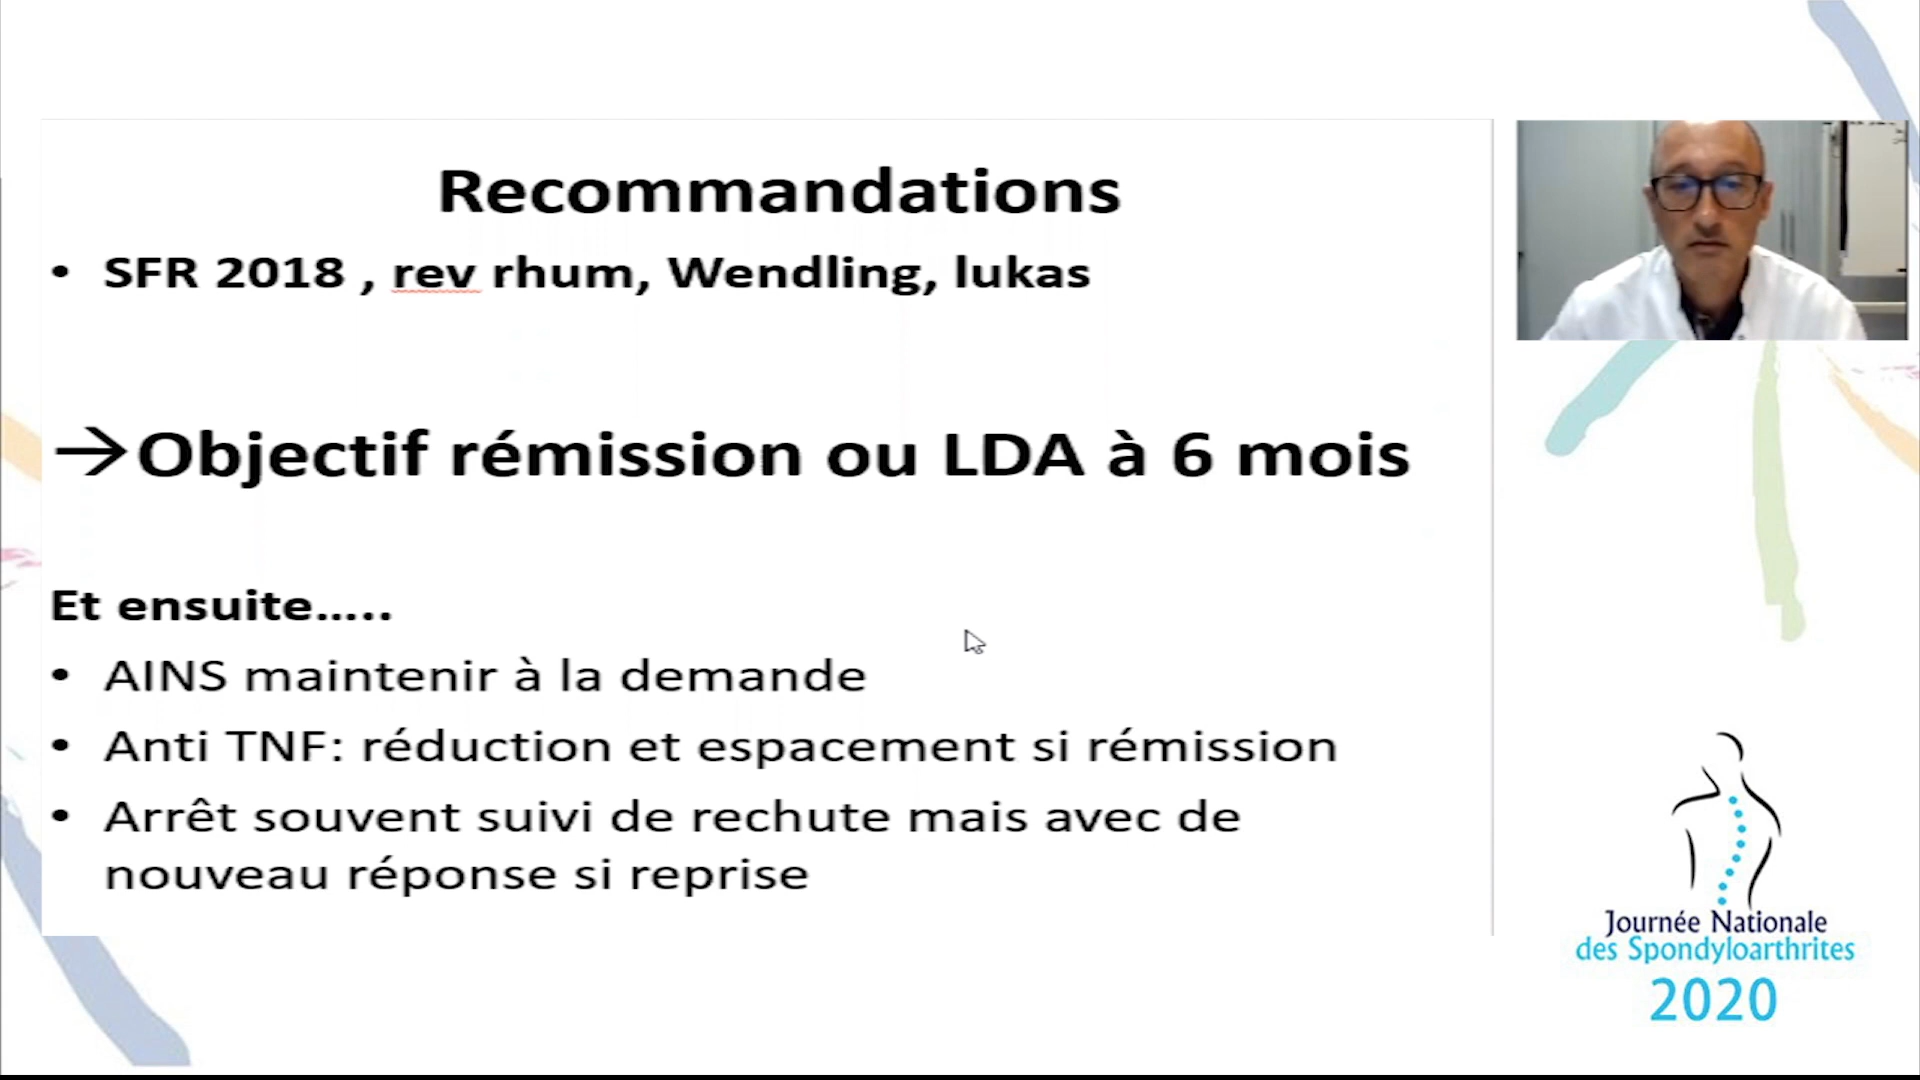 Recommandations
• SFR 2018 , rev rhum, Wendling, lukas
→Objectif rémission ou LDA à 6 mois
Et ensuite.....
• AINS maintenir à la demande
• Anti TNF: réduction et espacement si rémission
• Arrêt souvent suivi de rechute mais avec de
nouveau réponse si reprise
Journée Nationale
des Spondyloarthrites
2020